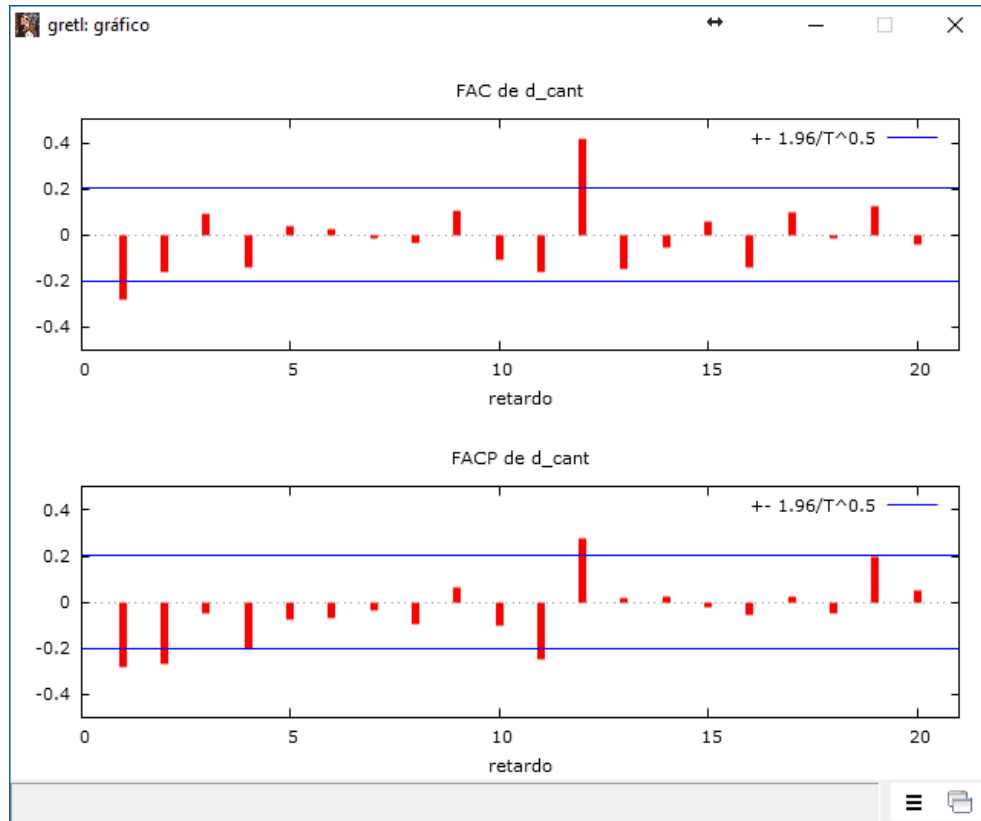 gretl: gráfico
FAC de d_cant
+- 1.96/T^0.5
0.4
0.2
0
-0.2
-0.4
0 5 10 15 20
retardo
FACP de d_cant
+- 1.96/T^0.5
0.4
0.2
0
-0.2
-0.4
0 5 10 15 20
retardo